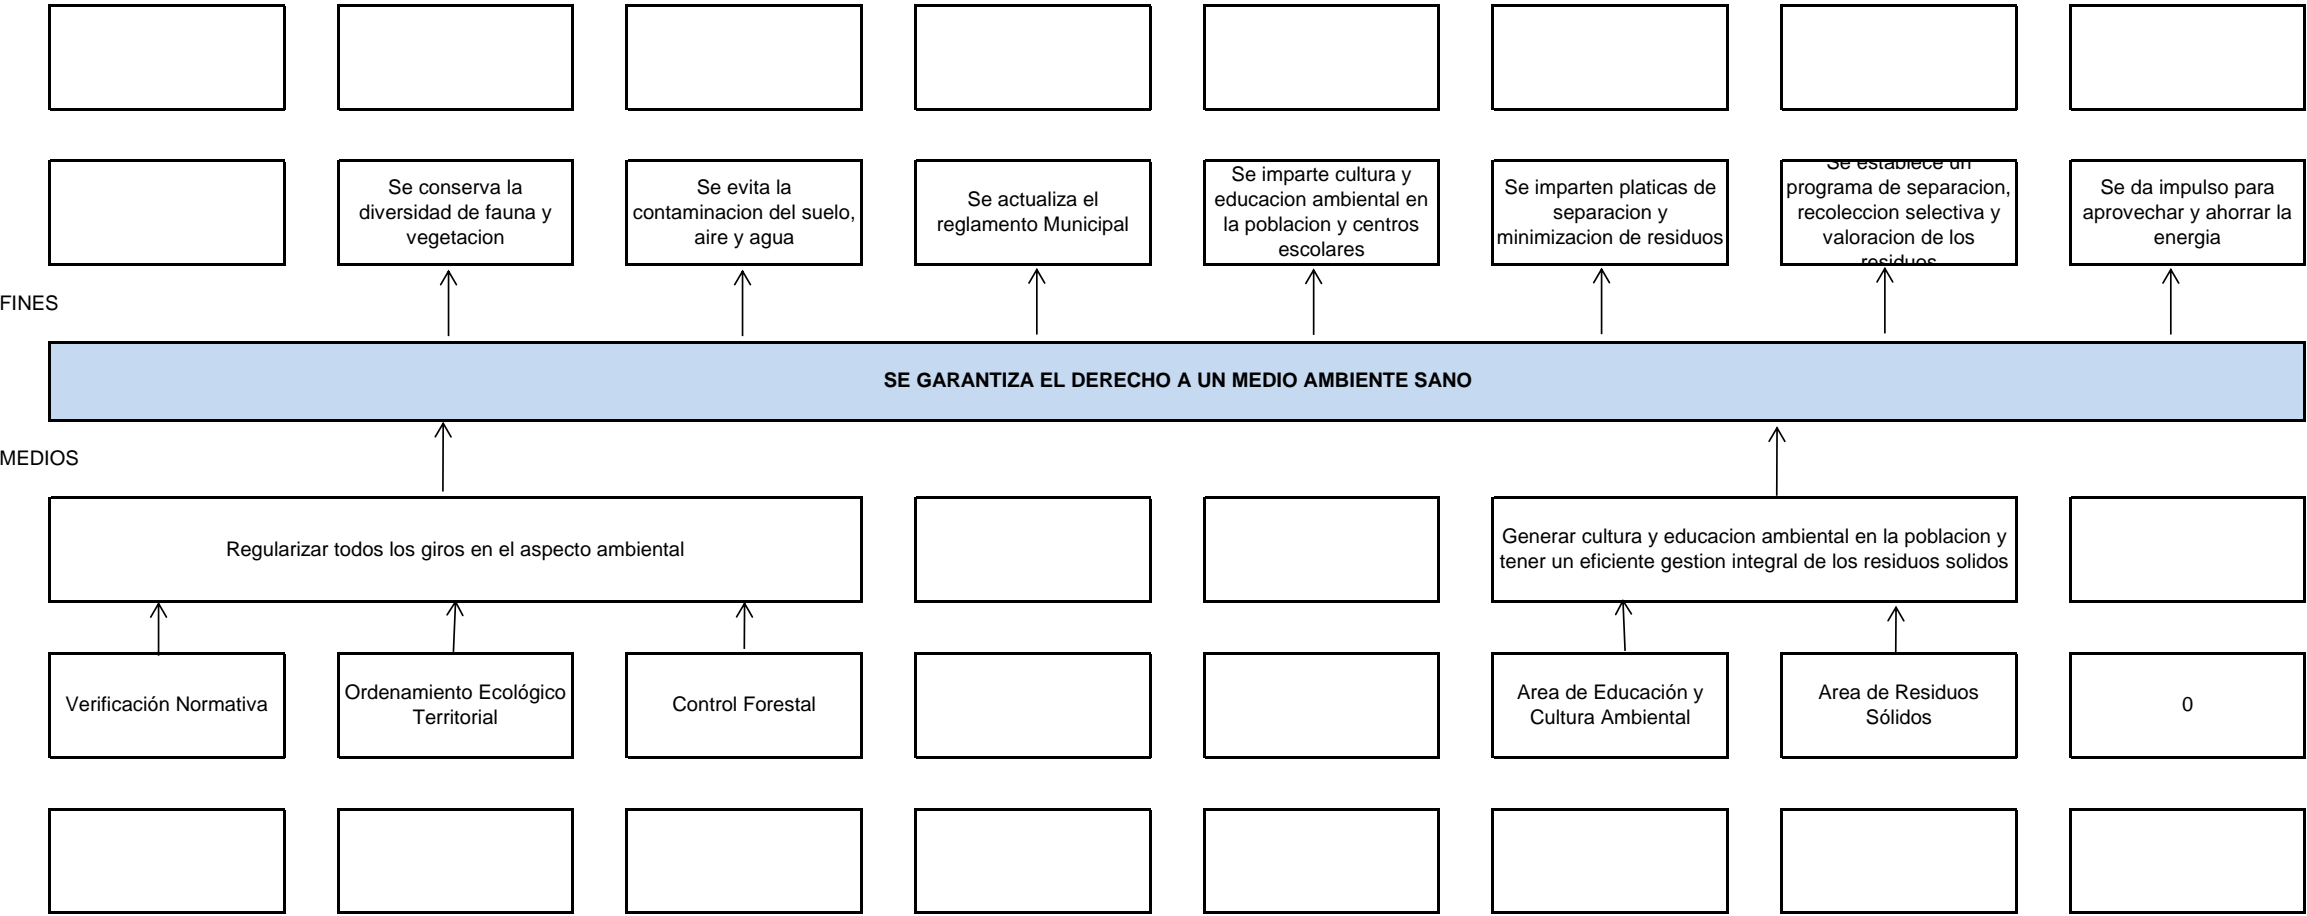 Se conserva la
diversidad de fauna y
vegetacion
Se evita la
contaminacion del suelo,
aire y agua
Se actualiza el
reglamento Municipal
Se imparte cultura y
educacion ambiental en
la poblacion y centros
escolares
Se imparten platicas de
separacion y
minimizacion de residuos
Se establece un
programa de separacion,
recoleccion selectiva y
valoracion de los
residuos
Se da impulso para
aprovechar y ahorrar la
energia
FINES
SE GARANTIZA EL DERECHO A UN MEDIO AMBIENTE SANO
MEDIOS
Regularizar todos los giros en el aspecto ambiental
Generar cultura y educacion ambiental en la poblacion y
tener un eficiente gestion integral de los residuos solidos
Verificación Normativa
Ordenamiento Ecológico
Territorial
Control Forestal
Area de Educación y
Cultura Ambiental
Area de Residuos
Sólidos
0